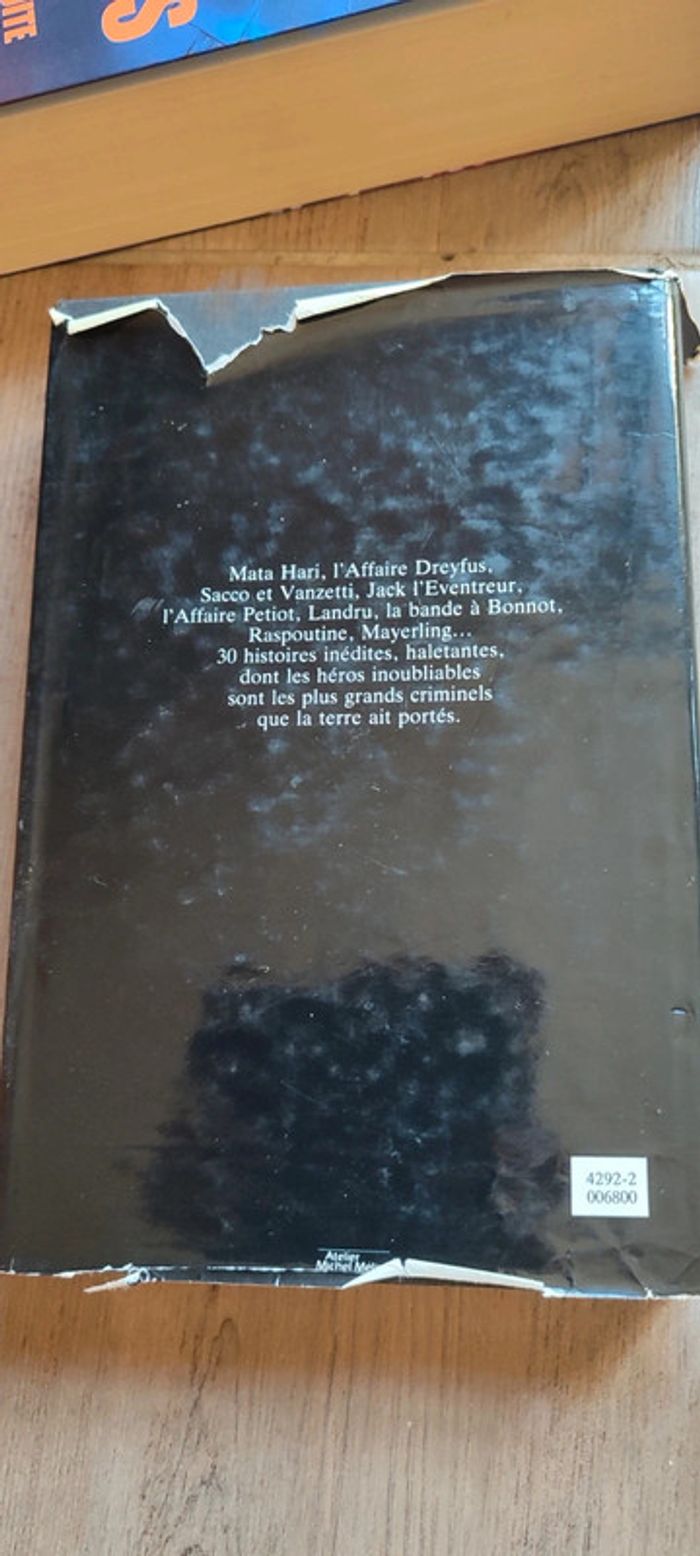 S
ITE
Mata Hari, l'Affaire Dreyfus,
Sacco et Vanzetti, Jack l'Eventreur,
l'Affaire Petiot, Landru, la bande à Bonnot,
Raspoutine, Mayerling...
30 histoires inédites, haletantes,
dont les héros inoubliables
sont les plus grands criminels
que la terre ait portés.
4292-2
006800
Atelier
Michel